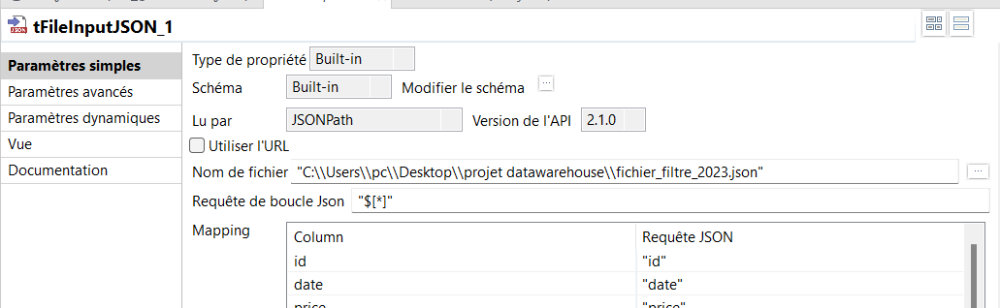 JSON tFileInputJSON_1
Paramètres simples
Paramètres avancés
Paramètres dynamiques
Vue
Documentation
Type de propriété Built-in
Schéma Built-in Modifier le schéma ...
Lu par JSONPath Version de l'API 2.1.0
Utiliser l'URL
Nom de fichier "C:\\Users\\pc\\Desktop\\projet datawarehouse\\fichier_filtre_2023.json" ...
Requête de boucle Json "$[*]"
Mapping Column Requête JSON
id "id"
date "date"
price "price"